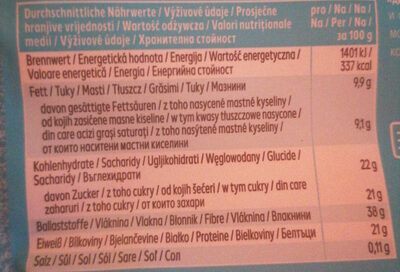 Durchschnittliche Nährwerte / Výživové údaje / Prosječne
hranjive vrijednosti / Wartość odżywcza / Valori nutriționale
medii / Výživové údaje / Хранителна стойност
pro / Na / Na /
Na / Per / Na /
за 100 g
Brennwert / Energetická hodnota / Energija / Wartość energetyczna /
Valoare energetică / Energia / Енергийна стойност
1401 kJ /
337 kcal
Fett / Tuky / Masti / Tłuszcz / Grăsimi / Tuky / Мазнини
9,9 g
davon gesättigte Fettsäuren / z toho nasycené mastné kyseliny /
od kojih zasićene masne kiseline / w tym kwasy tłuszczowe nasycone /
din care acizi grași saturați / z toho nasýtené mastné kyseliny /
от които наситени мастни киселини
9,1 g
Kohlenhydrate / Sacharidy / Ugljikohidrati / Węglowodany / Glucide /
Sacharidy / Въглехидрати
22 g
davon Zucker / z toho cukry / od kojih šećeri / w tym cukry / din care
zaharuri / z toho cukry / от които захари
21 g
Ballaststoffe / Vláknina / Vlakna / Błonnik / Fibre / Vláknina / Влакнини
38 g
Eiweiß / Bílkoviny / Bjelančevine / Białko / Proteine / Bielkoviny / Белтъци
21 g
Salz / Sůl / Sol / Sól / Sare / Soľ / Сол
0,11 g